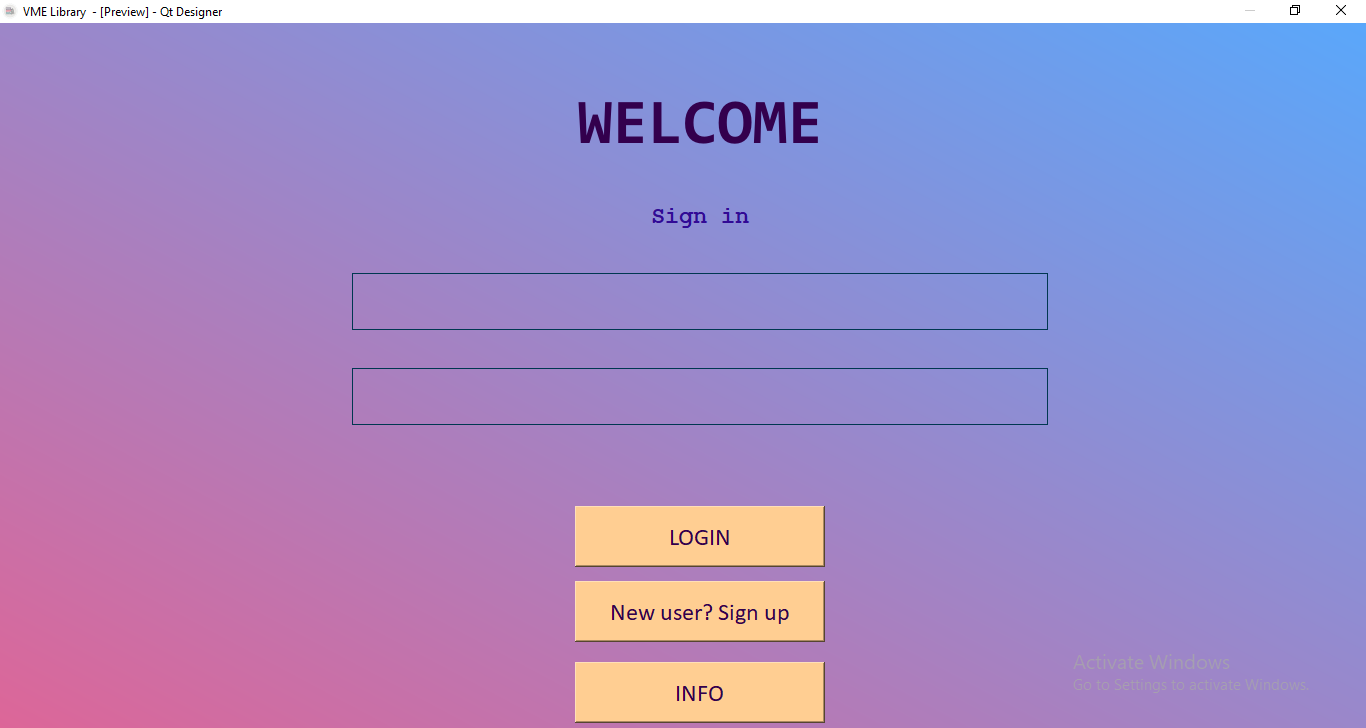 VME Library - [Preview] - Qt Designer
WELCOME
Sign in
LOGIN
New user? Sign up
INFO
Activate Windows
Go to Settings to activate Windows.